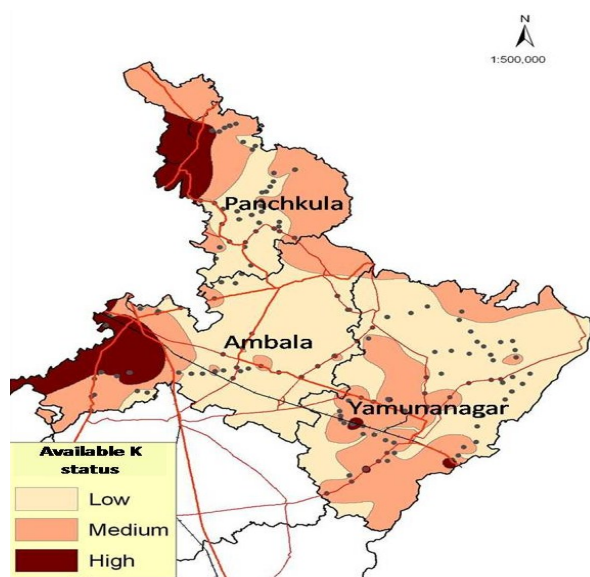 N
1:500,000
Panchkula
Ambala
Yamunanagar
Available K
status
Low
Medium
High